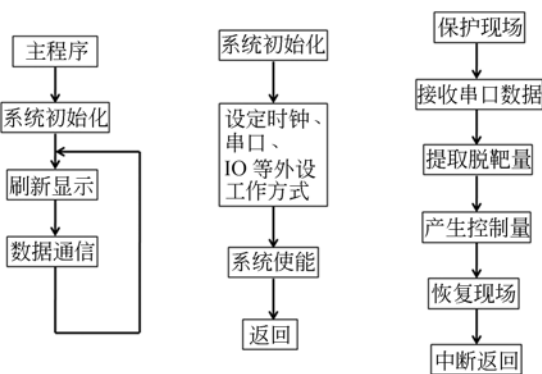 主程序
系统初始化
刷新显示
数据通信
系统初始化
设定时钟、
串口、
IO 等外设
工作方式
系统使能
返回
保护现场
接收串口数据
提取脱靶量
产生控制量
恢复现场
中断返回